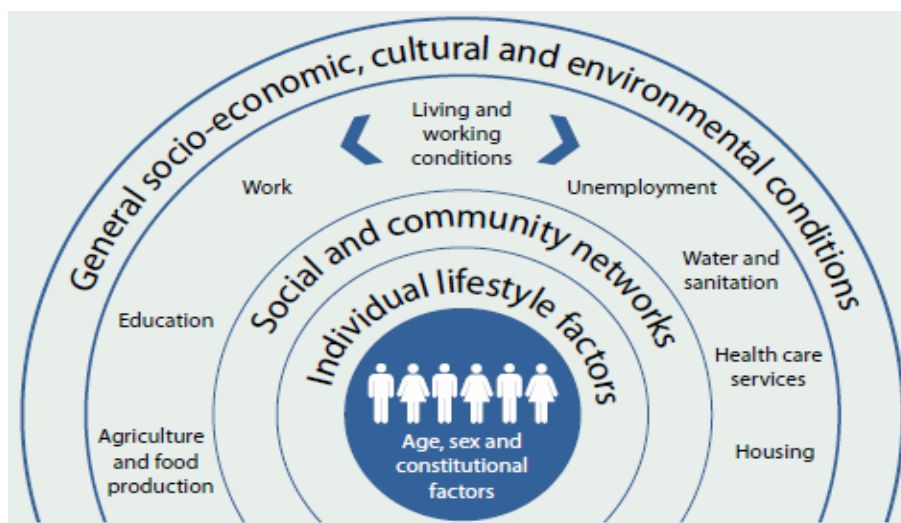 General socio-economic, cultural and environmental conditions
Living and
working
conditions
Work
Unemployment
Social and community networks
Water and
sanitation
Individual lifestyle factors
Education
Health care
services
Agriculture
and food
production
Age, sex and
constitutional
factors
Housing